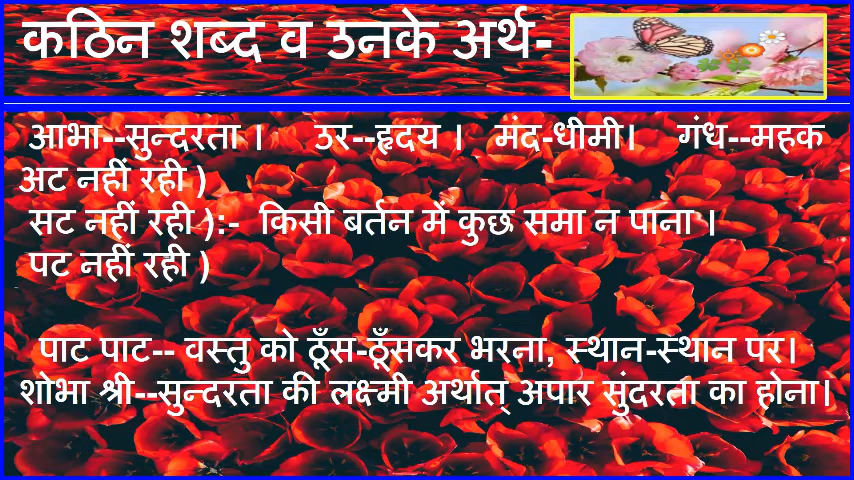 कठिन शब्द व उनके अर्थ-
आभा--सुन्दरता । उर--हृदय । मंद-धीमी। गंध--महक
अट नहीं रही )
सट नहीं रही ):- किसी बर्तन में कुछ समा न पाना ।
पट नहीं रही )
पाट पाट-- वस्तु को ठूँस-ठूँसकर भरना, स्थान-स्थान पर।
शोभा श्री--सुन्दरता की लक्ष्मी अर्थात् अपार सुंदरता का होना।